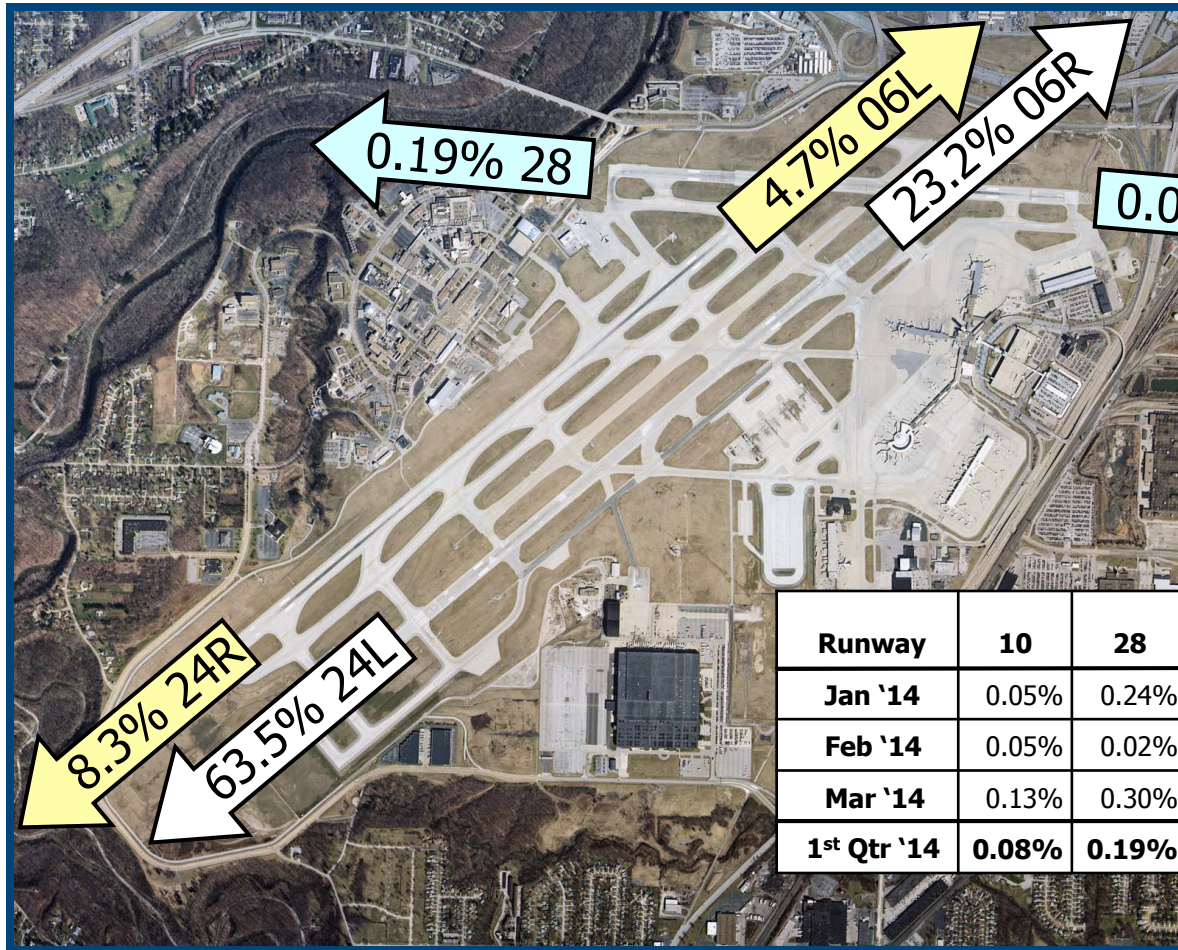 4.7% 06L
23.2% 06R
0.19% 28
0.0
8.3% 24R
63.5% 24L
Runway 10 28
Jan ‘14 0.05% 0.24%
Feb ‘14 0.05% 0.02%
Mar ‘14 0.13% 0.30%
1st Qtr ‘14 0.08% 0.19%